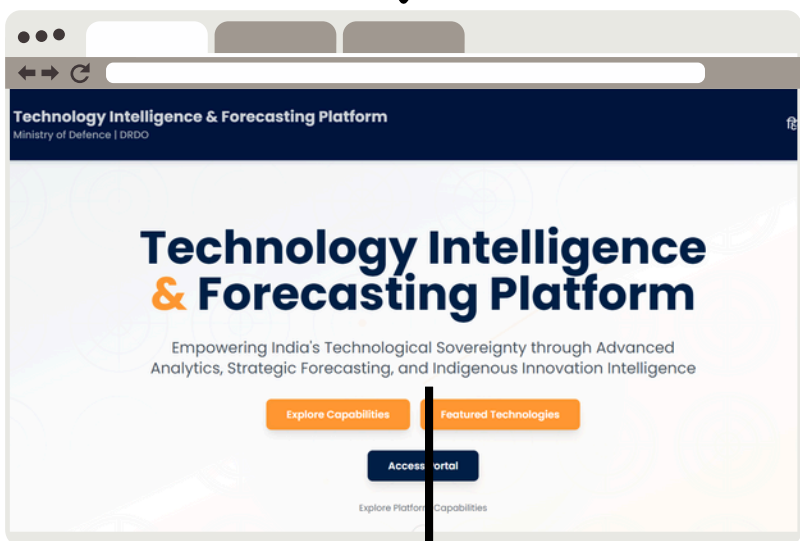 Technology Intelligence & Forecasting Platform
Ministry of Defence | DRDO
हि
Technology Intelligence
& Forecasting Platform
Empowering India's Technological Sovereignty through Advanced
Analytics, Strategic Forecasting, and Indigenous Innovation Intelligence
Explore Capabilities
Featured Technologies
Access ortal
Explore Platform Capabilities